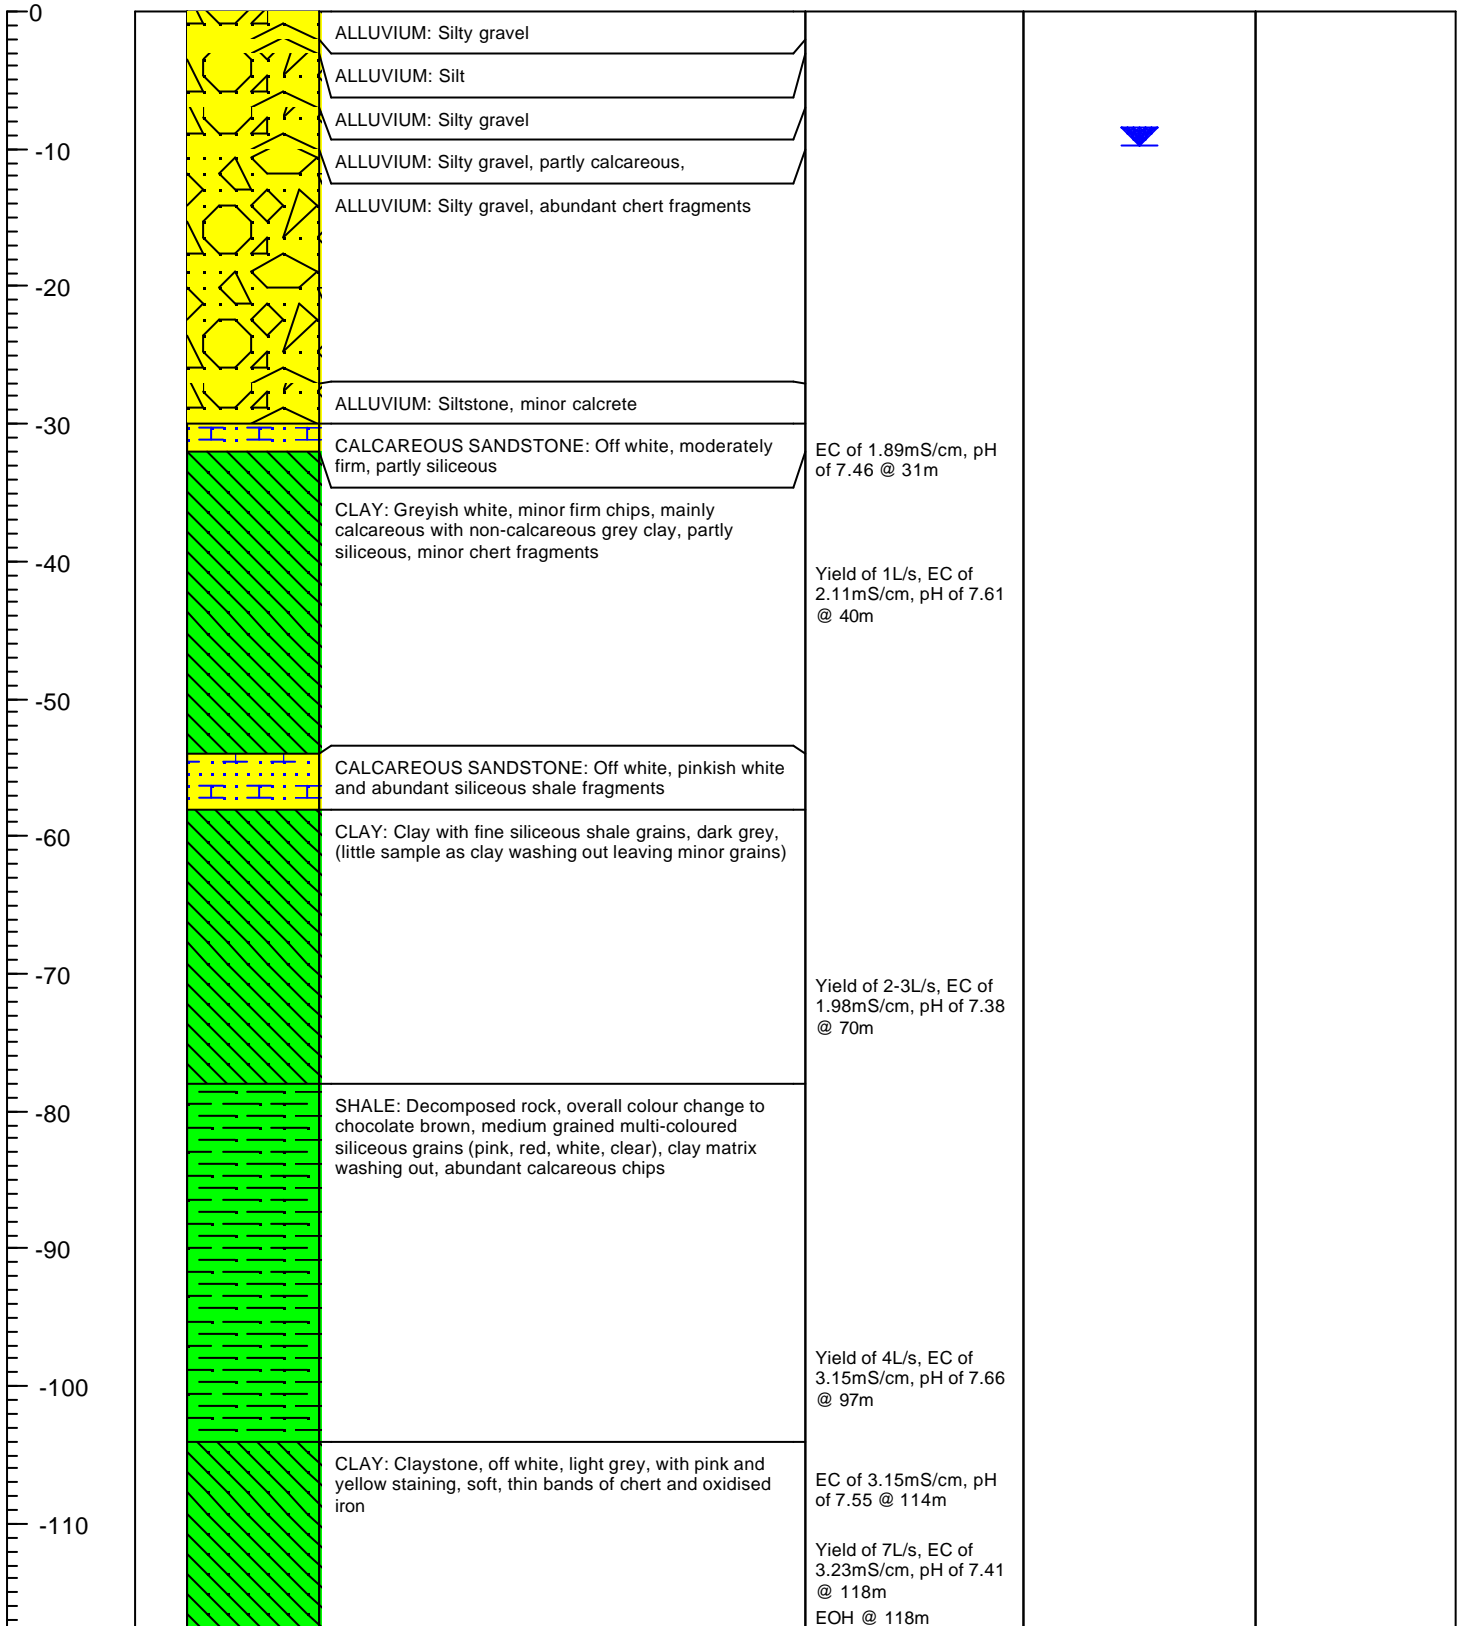 0
ALLUVIUM: Silty gravel
ALLUVIUM: Silt
ALLUVIUM: Silty gravel
-10
ALLUVIUM: Silty gravel, partly calcareous,
ALLUVIUM: Silty gravel, abundant chert fragments
-20
ALLUVIUM: Siltstone, minor calcrete
-30
CALCAREOUS SANDSTONE: Off white, moderately
firm, partly siliceous
EC of 1.89mS/cm, pH
of 7.46 @ 31m
CLAY: Greyish white, minor firm chips, mainly
calcareous with non-calcareous grey clay, partly
siliceous, minor chert fragments
-40
Yield of 1L/s, EC of
2.11mS/cm, pH of 7.61
@ 40m
-50
CALCAREOUS SANDSTONE: Off white, pinkish white
and abundant siliceous shale fragments
-60
CLAY: Clay with fine siliceous shale grains, dark grey,
(little sample as clay washing out leaving minor grains)
-70
Yield of 2-3L/s, EC of
1.98mS/cm, pH of 7.38
@ 70m
-80
SHALE: Decomposed rock, overall colour change to
chocolate brown, medium grained multi-coloured
siliceous grains (pink, red, white, clear), clay matrix
washing out, abundant calcareous chips
-90
-100
Yield of 4L/s, EC of
3.15mS/cm, pH of 7.66
@ 97m
CLAY: Claystone, off white, light grey, with pink and
yellow staining, soft, thin bands of chert and oxidised
iron
EC of 3.15mS/cm, pH
of 7.55 @ 114m
-110
Yield of 7L/s, EC of
3.23mS/cm, pH of 7.41
@ 118m
EOH @ 118m